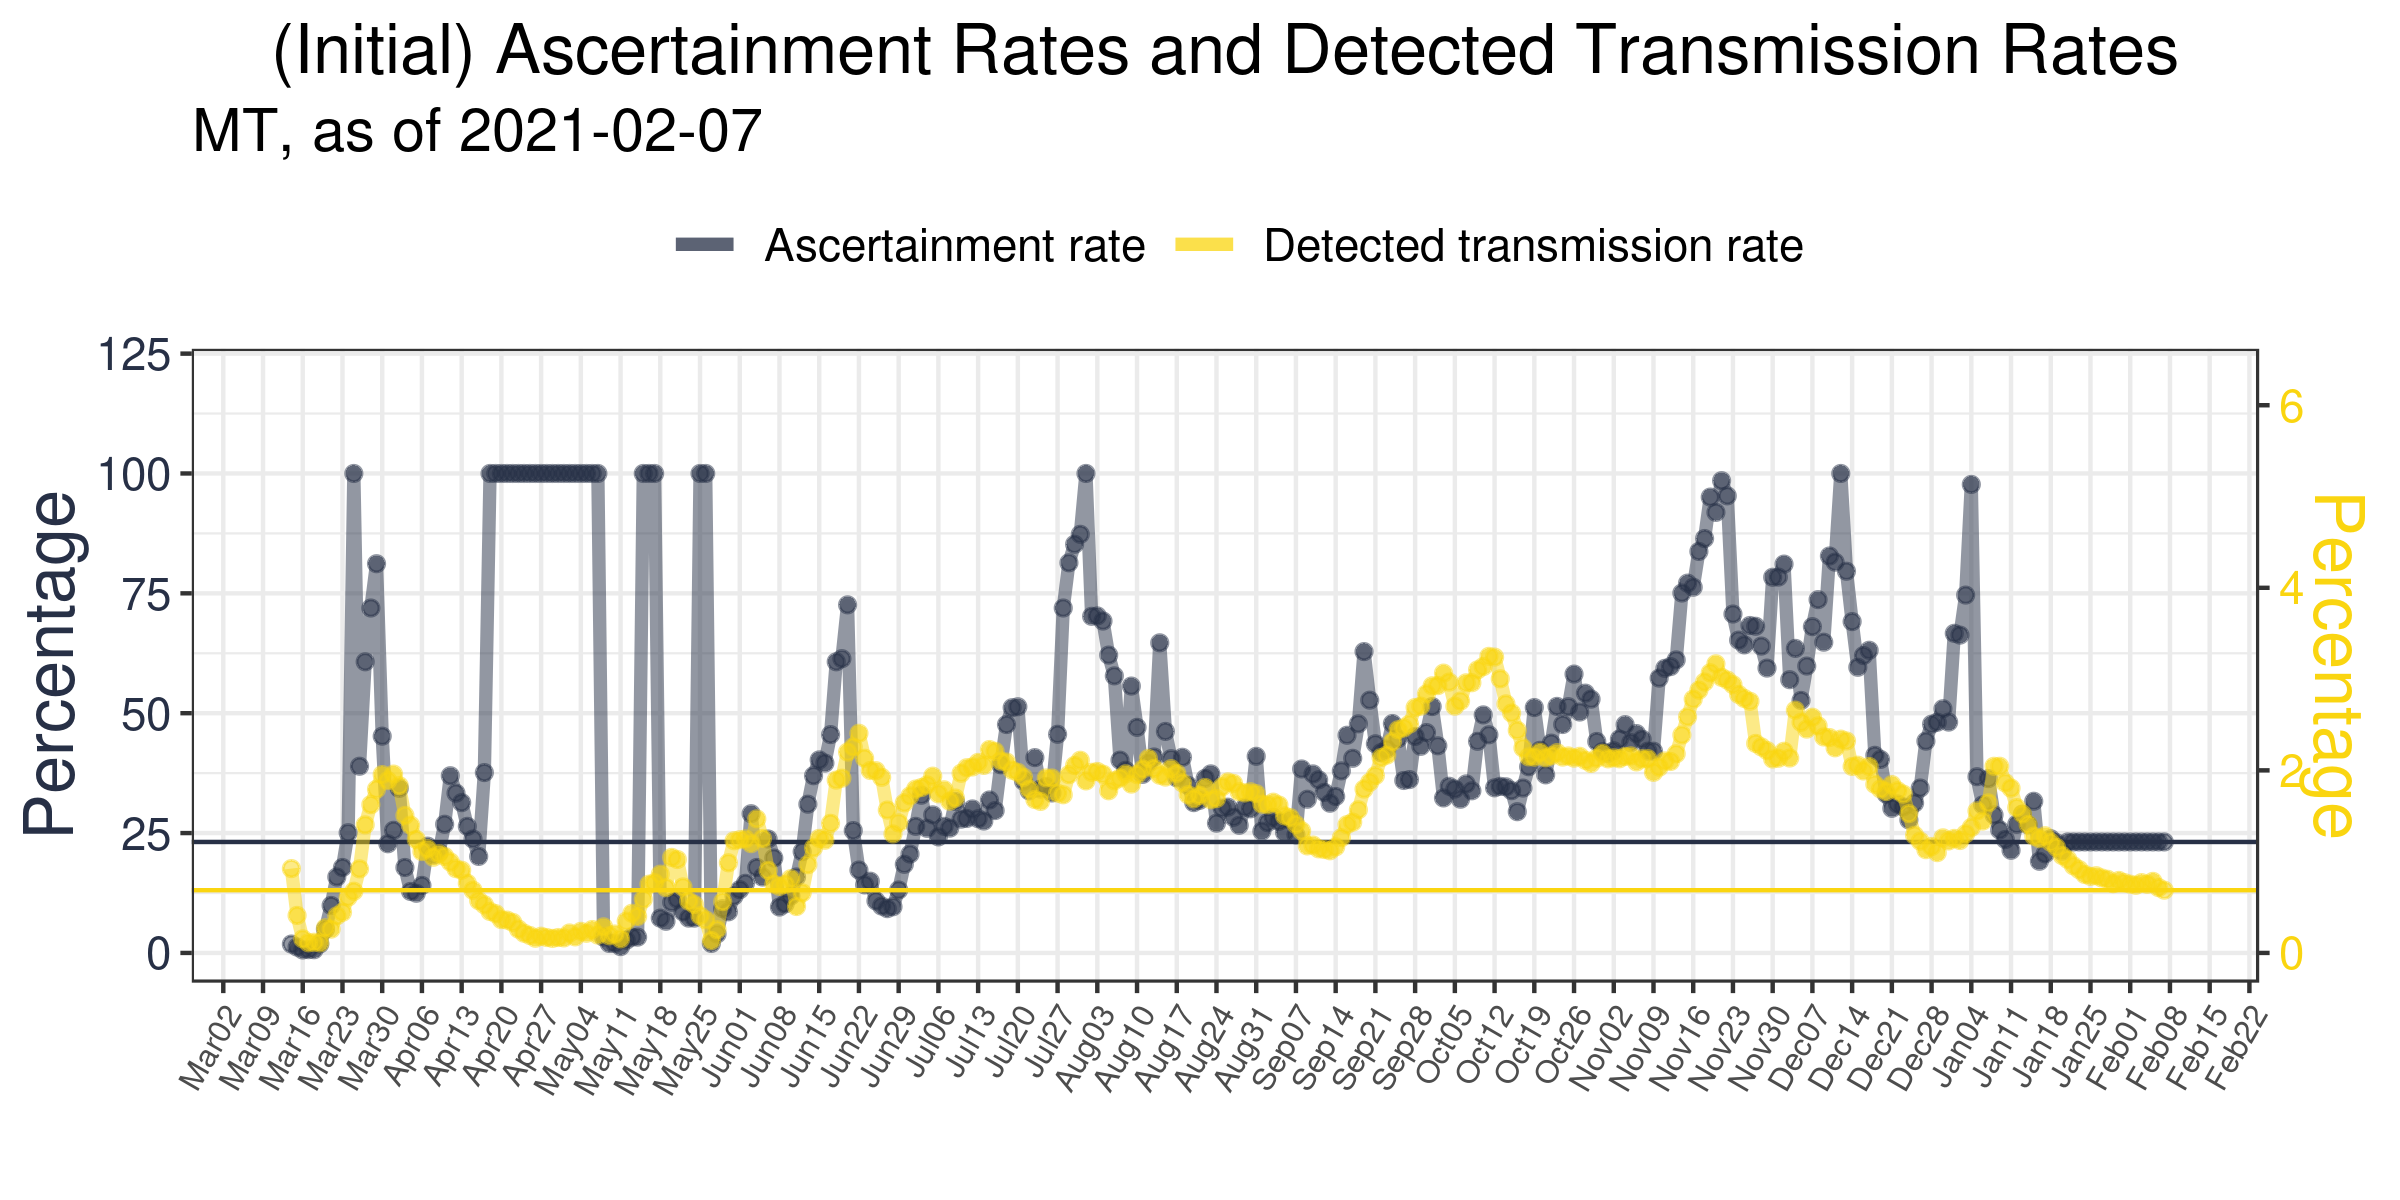 (Initial) Ascertainment Rates and Detected Transmission Rates
MT, as of 2021-02-07
Ascertainment rate
Detected transmission rate
Percentage
125
100
75
50
25
0
6
4
2
0
Percentage
Mar02
Mar09
Mar16
Mar23
Mar30
Apr06
Apr13
Apr20
Apr27
May04
May11
May18
May25
Jun01
Jun08
Jun15
Jun22
Jun29
Jul06
Jul13
Jul20
Jul27
Aug03
Aug10
Aug17
Aug24
Aug31
Sep07
Sep14
Sep21
Sep28
Oct05
Oct12
Oct19
Oct26
Nov02
Nov09
Nov16
Nov23
Nov30
Dec07
Dec14
Dec21
Dec28
Jan04
Jan11
Jan18
Jan25
Feb01
Feb08
Feb15
Feb22